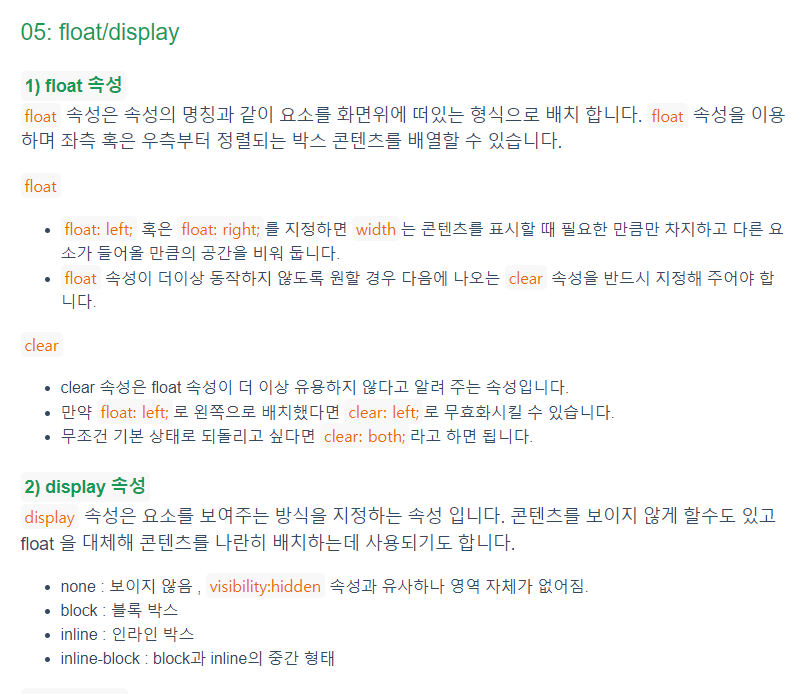 05: float/display
1) float 속성
float 속성은 속성의 명칭과 같이 요소를 화면위에 떠있는 형식으로 배치 합니다. float 속성을 이용
하며 좌측 혹은 우측부터 정렬되는 박스 콘텐츠를 배열할 수 있습니다.
float
• float: left; 혹은 float: right; 를 지정하면 width 는 콘텐츠를 표시할 때 필요한 만큼만 차지하고 다른 요
소가 들어올 만큼의 공간을 비워 둡니다.
• float 속성이 더이상 동작하지 않도록 원할 경우 다음에 나오는 clear 속성을 반드시 지정해 주어야 합
니다.
clear
• clear 속성은 float 속성이 더 이상 유용하지 않다고 알려 주는 속성입니다.
• 만약 float: left; 로 왼쪽으로 배치했다면 clear: left; 로 무효화시킬 수 있습니다.
• 무조건 기본 상태로 되돌리고 싶다면 clear: both; 라고 하면 됩니다.
2) display 속성
display 속성은 요소를 보여주는 방식을 지정하는 속성 입니다. 콘텐츠를 보이지 않게 할수도 있고
float 을 대체해 콘텐츠를 나란히 배치하는데 사용되기도 합니다.
• none : 보이지 않음 , visibility:hidden 속성과 유사하나 영역 자체가 없어짐.
• block : 블록 박스
• inline : 인라인 박스
• inline-block : block과 inline의 중간 형태